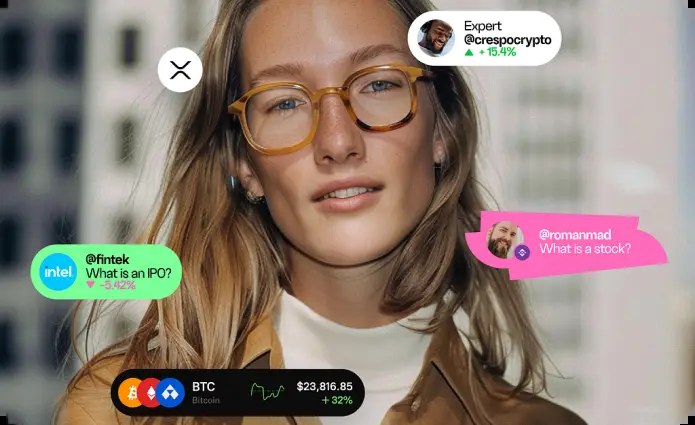 Expert
@crespocrypto
+ 15.4%
@romanmad
What is a stock?
intel
@fintek
What is an IPO?
-5.42%
BTC
Bitcoin
$23,816.85
+ 32%